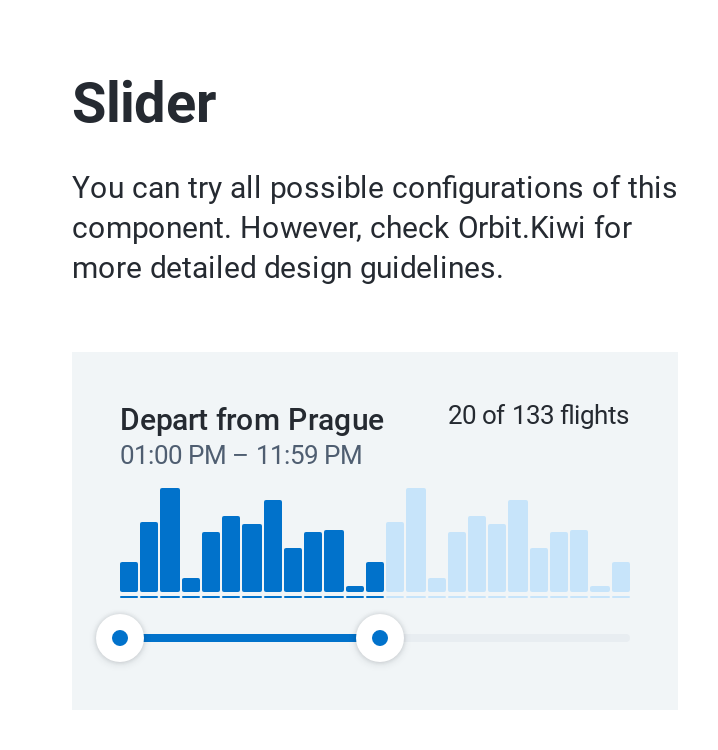 Slider
You can try all possible configurations of this
component. However, check Orbit.Kiwi for
more detailed design guidelines.
Depart from Prague
20 of 133 flights
01:00 PM – 11:59 PM